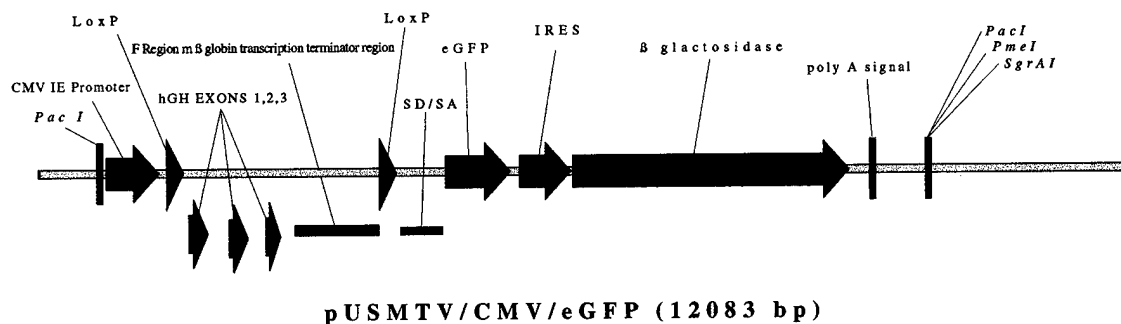 LoxP
LoxP
IRES
ß glactosidase
PacI
PmeI
SgrAI
F Region m ß globin transcription terminator region
eGFP
poly A signal
CMV IE Promoter
hGH EXONS 1,2,3
SD/SA
Pac I
pUSMTV/CMV/eGFP (12083 bp)